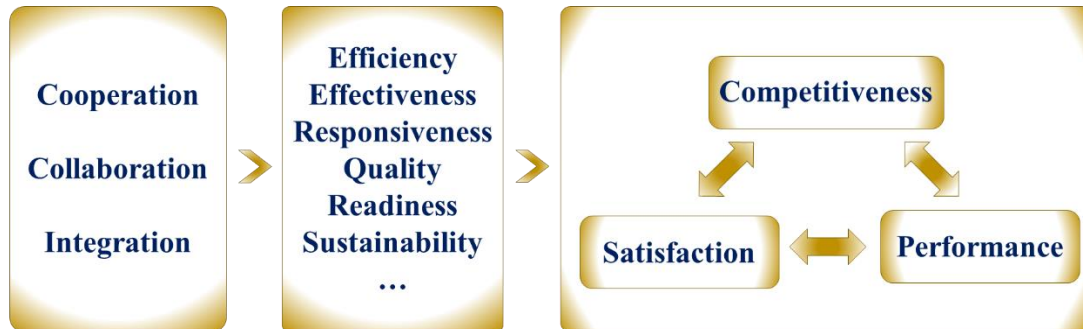 Cooperation
Collaboration
Integration
Efficiency
Effectiveness
Responsiveness
Quality
Readiness
Sustainability
…
Competitiveness
Satisfaction
Performance